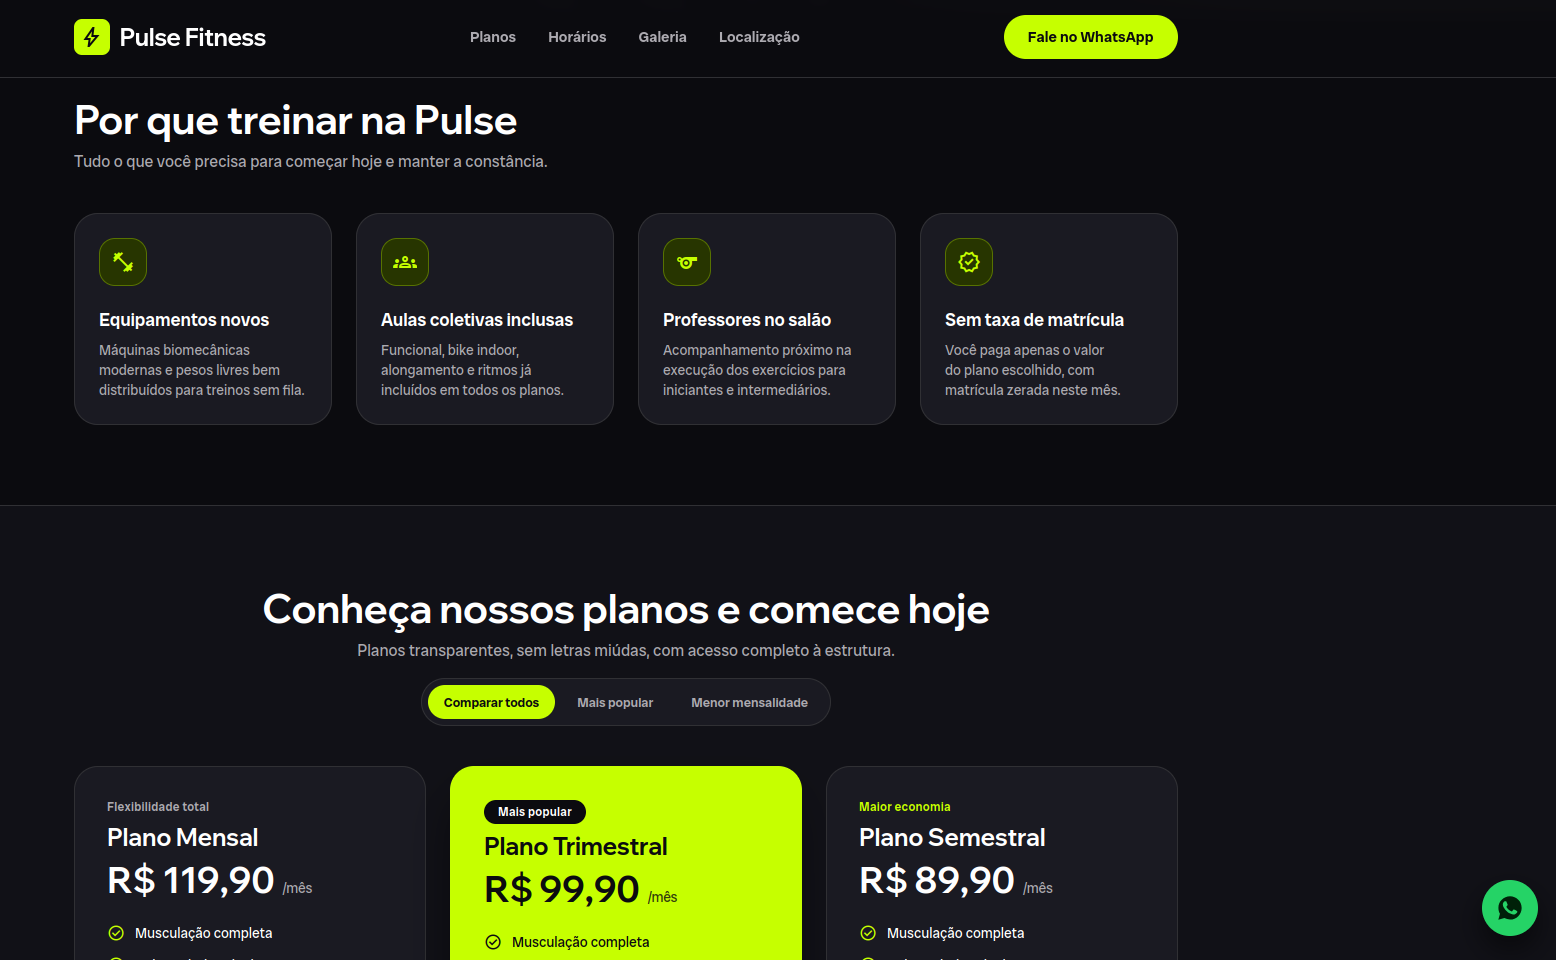 Pulse Fitness
Planos
Horários
Galeria
Localização
Fale no WhatsApp
Por que treinar na Pulse
Tudo o que você precisa para começar hoje e manter a constância.
Equipamentos novos
Máquinas biomecânicas
modernas e pesos livres bem
distribuídos para treinos sem fila.
Aulas coletivas inclusas
Funcional, bike indoor,
alongamento e ritmos já
incluídos em todos os planos.
Professores no salão
Acompanhamento próximo na
execução dos exercícios para
iniciantes e intermediários.
Sem taxa de matrícula
Você paga apenas o valor
do plano escolhido, com
matrícula zerada neste mês.
Conheça nossos planos e comece hoje
Planos transparentes, sem letras miúdas, com acesso completo à estrutura.
Comparar todos
Mais popular
Menor mensalidade
Flexibilidade total
Plano Mensal
R$ 119,90 /mês
Musculação completa
Mais popular
Plano Trimestral
R$ 99,90 /mês
Musculação completa
Maior economia
Plano Semestral
R$ 89,90 /mês
Musculação completa